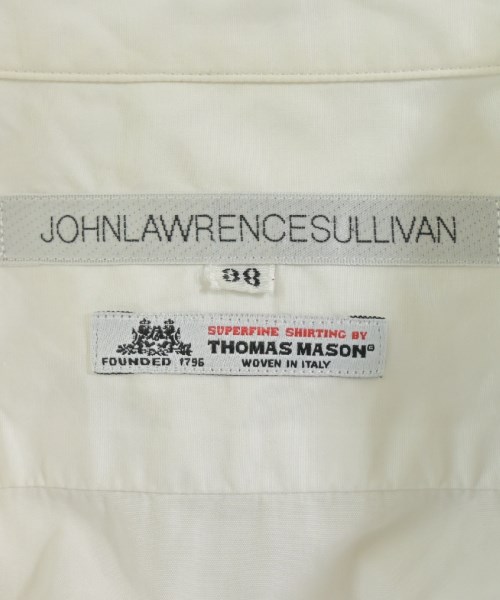 JOHNLAWRENCESULLIVAN
38
SUPERFINE SHIRTING BY
THOMAS MASON®
FOUNDED 1796
WOVEN IN ITALY